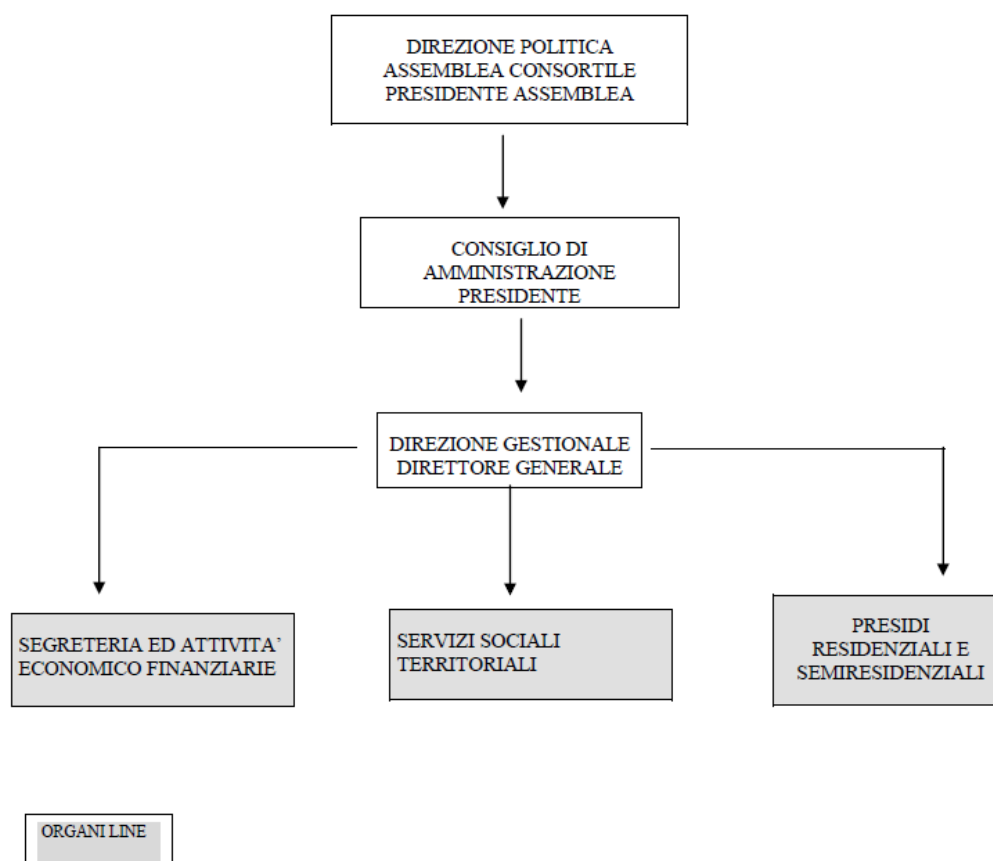 DIREZIONE POLITICA
ASSEMBLEA CONSORTILE
PRESIDENTE ASSEMBLEA
CONSIGLIO DI
AMMINISTRAZIONE
PRESIDENTE
DIREZIONE GESTIONALE
DIRETTORE GENERALE
SEGRETERIA ED ATTIVITA’
ECONOMICO FINANZIARIE
SERVIZI SOCIALI
TERRITORIALI
PRESIDI
RESIDENZIALI E
SEMIRESIDENZIALI
ORGANI LINE